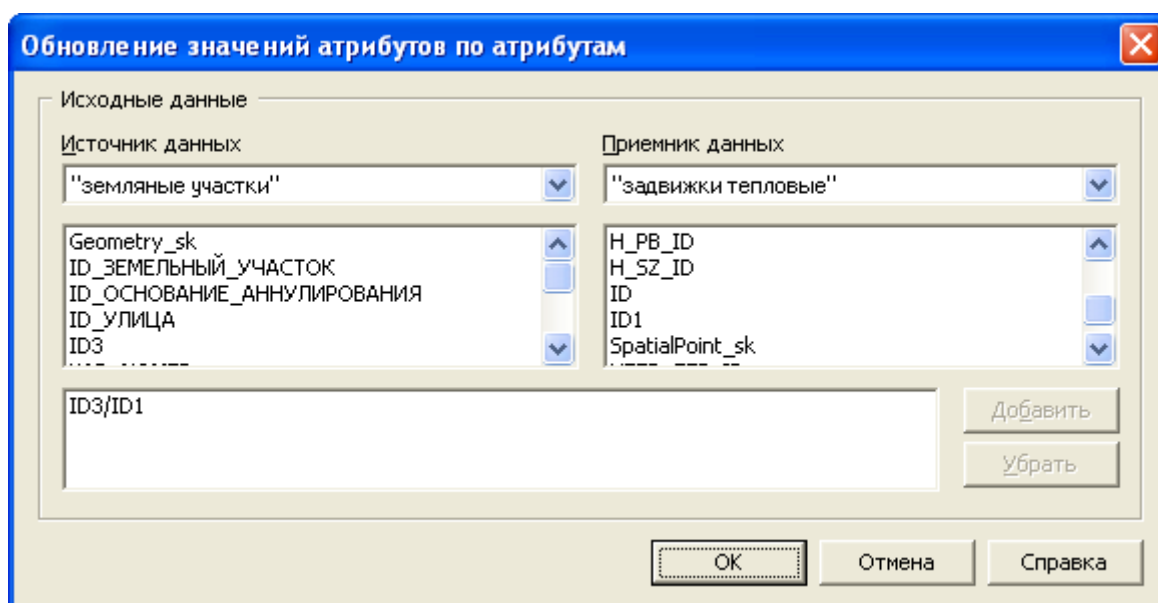 Обновление значений атрибутов по атрибутам
Исходные данные
Источник данных
Приемник данных
"земляные участки"
"задвижки тепловые"
Geometry_sk
ID_ЗЕМЕЛЬНЫЙ_УЧАСТОК
ID_ОСНОВАНИЕ_АННУЛИРОВАНИЯ
ID_УЛИЦА
ID3
H_PB_ID
H_SZ_ID
ID
ID1
SpatialPoint_sk
ID3/ID1
Добавить
Убрать
OK
Отмена
Справка